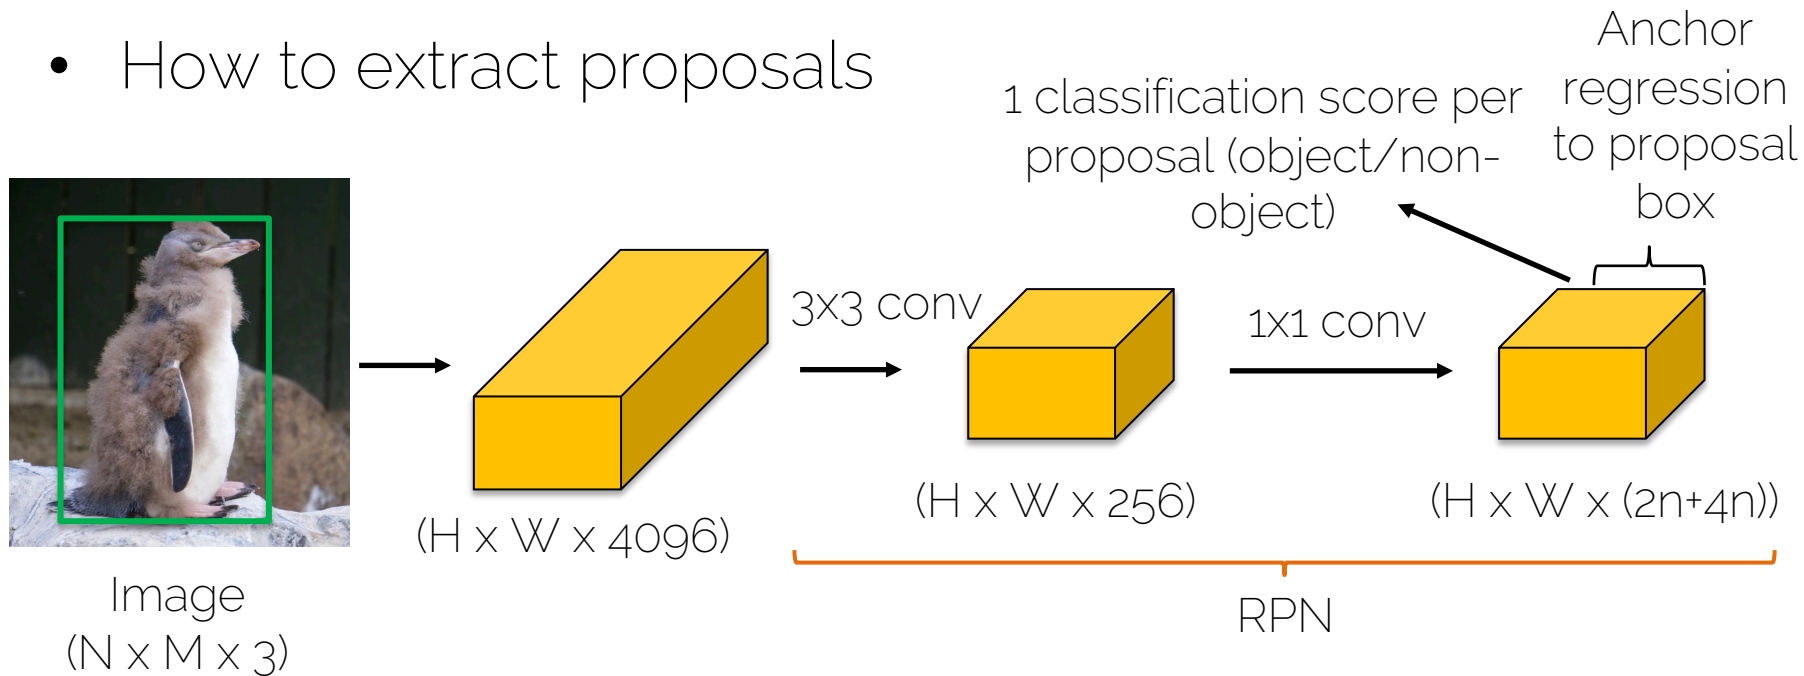 • How to extract proposals
Anchor
regression
to proposal
box
1 classification score per
proposal (object/non-
object)
3x3 conv
1x1 conv
(H x W x 4096)
(H x W x 256)
(H x W x (2n+4n))
RPN
Image
(N x M x 3)